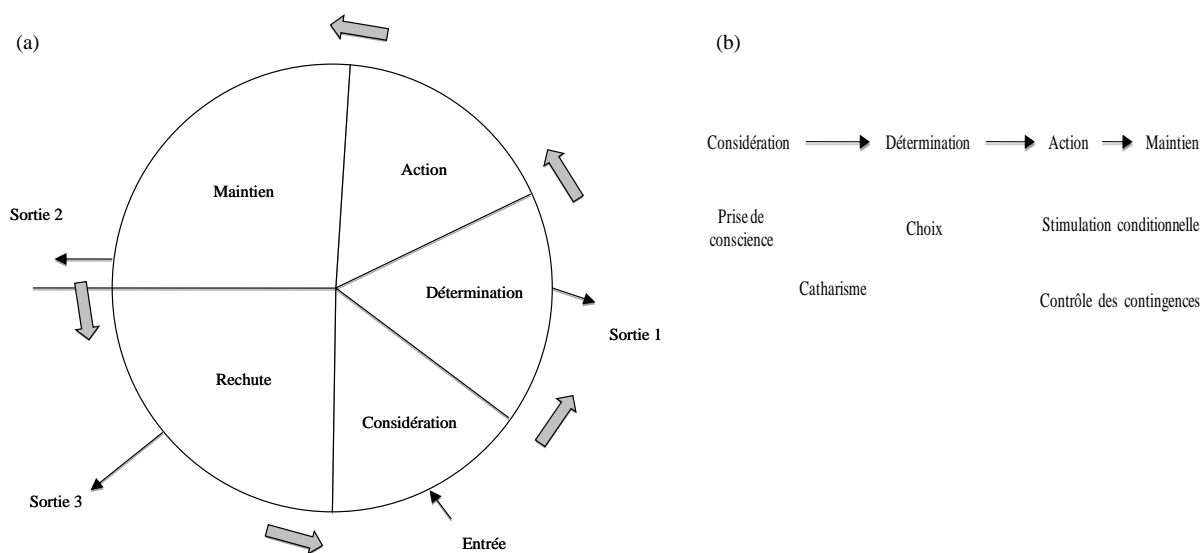 (a)
Maintien
Action
Sortie 2
Détermination
Sortie 1
Rechute
Considération
Sortie 3
Entrée
(b)
Considération Détermination Action Maintien
Prise de
conscience
Choix
Stimulation conditionnelle
Catharisme
Contrôle des contingences